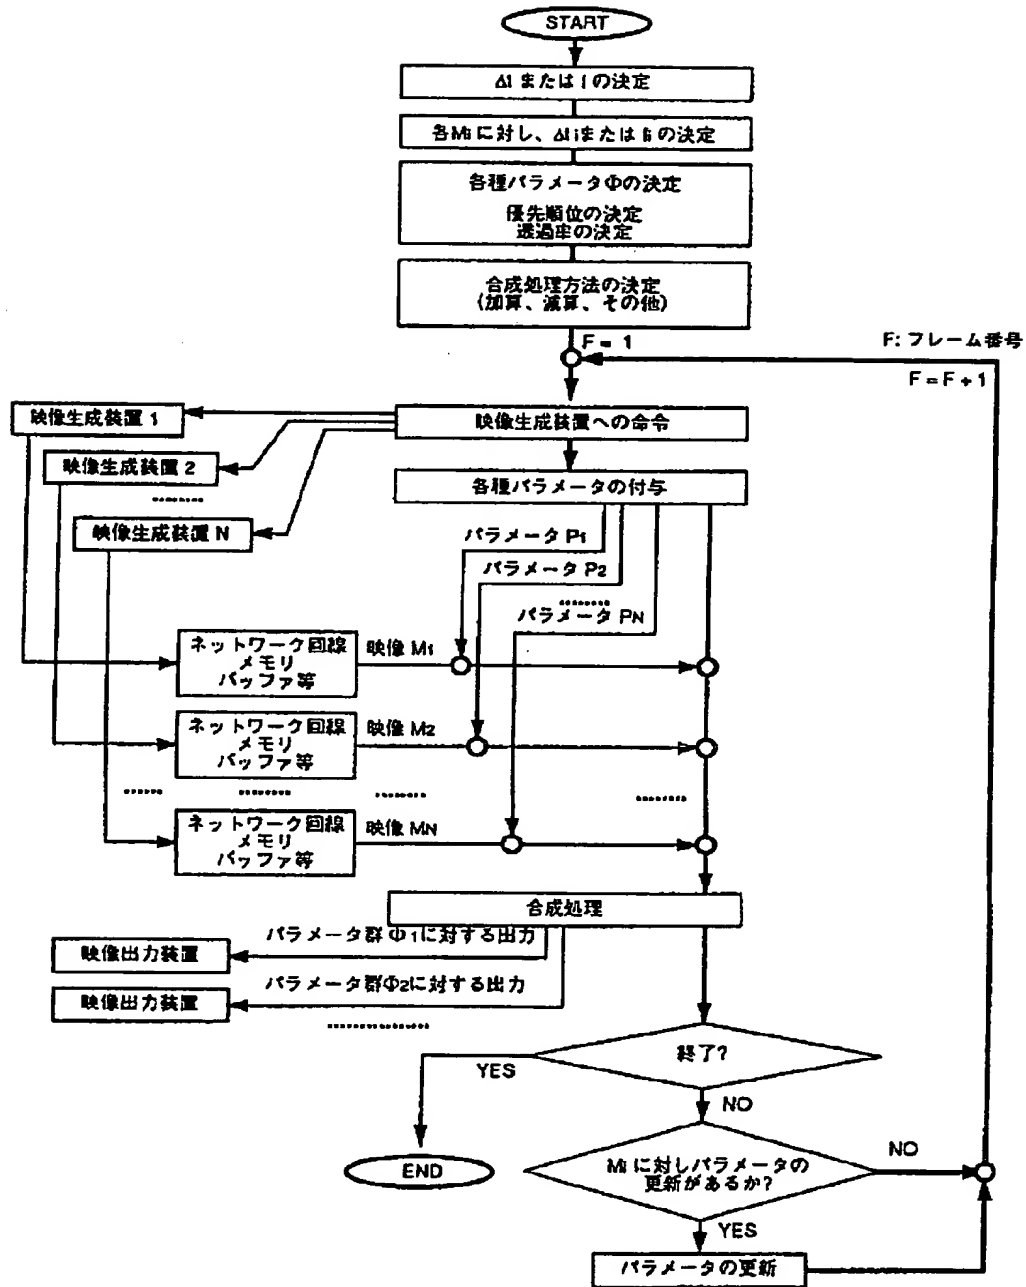 START
Δt または f の決定
各Mi に対し、Δtiまたは fi の決定
各種パラメータΦの決定
優先順位の決定
透過率の決定
合成処理方法の決定
(加算、減算、その他)
F = 1
F: フレーム番号
F = F + 1
映像生成装置への命令
映像生成装置 1
映像生成装置 2
.........
映像生成装置 N
各種パラメータの付与
パラメータ P1
パラメータ P2
.........
パラメータ PN
ネットワーク回線
メモリ
バッファ等
映像 M1
ネットワーク回線
メモリ
バッファ等
映像 M2
...... ......... ......... .........
ネットワーク回線
メモリ
バッファ等
映像 MN
合成処理
パラメータ群 Φ1に対する出力
映像出力装置
パラメータ群Φ2に対する出力
映像出力装置
..................
終了?
YES
NO
END
Mi に対しパラメータの
更新があるか?
NO
YES
パラメータの更新